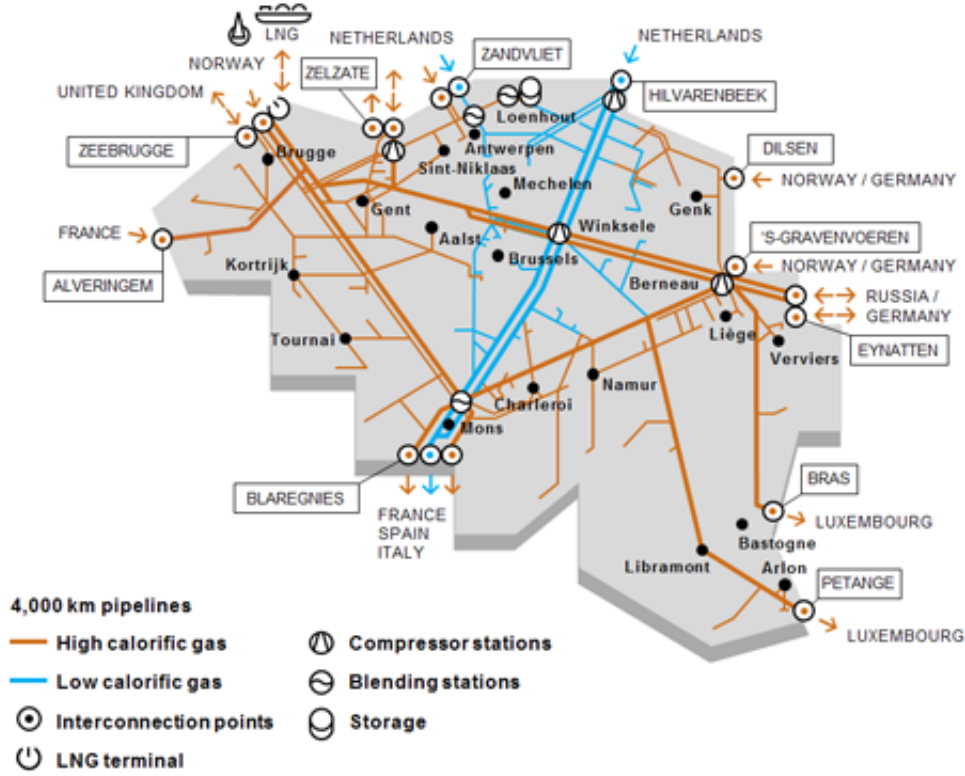 LNG
NORWAY
NETHERLANDS
NETHERLANDS
ZANDVLIET
ZELZATE
UNITED KINGDOM
HILVARENBEEK
Loenhout
ZEEBRUGGE
Brugge
Antwerpen
DILSEN
Sint-Niklaas
Mechelen
NORWAY / GERMANY
Gent
Genk
FRANCE
Aalst
Winksele
'S-GRAVENVOEREN
Brussels
Kortrijk
NORWAY / GERMANY
ALVERINGEM
Berneau
RUSSIA /
GERMANY
Liège
Tournai
EYNATTEN
Verviers
Namur
Charleroi
Mons
BLAREGNIES
BRAS
FRANCE
SPAIN
ITALY
LUXEMBOURG
Bastogne
Libramont
Arlon
PETANGE
LUXEMBOURG
4,000 km pipelines
High calorific gas
Compressor stations
Low calorific gas
Blending stations
Interconnection points
Storage
LNG terminal